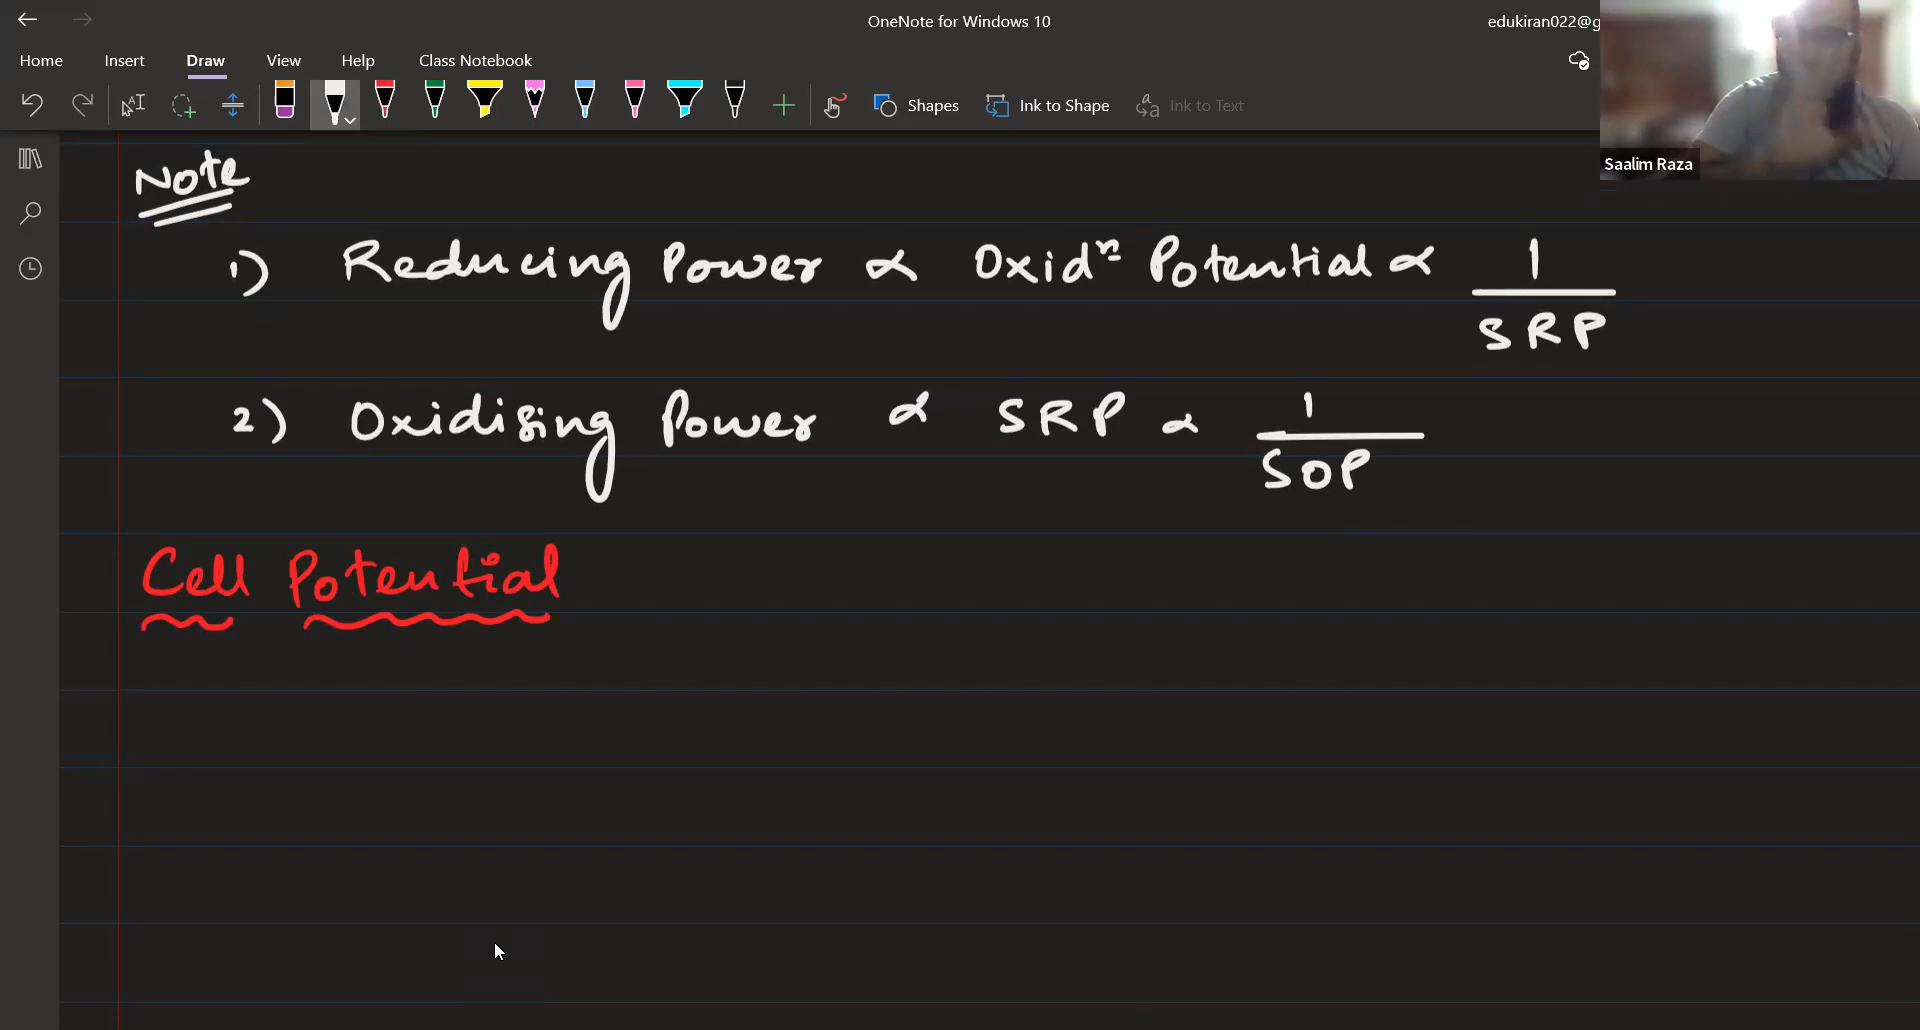 OneNote for Windows 10
edukiran022@g
Home Insert Draw View Help Class Notebook
Shapes Ink to Shape Ink to Text
Saalim Raza
Note
1) Reducing Power ∝ Oxidⁿ Potential ∝ 1/SRP
2) Oxidising Power ∝ SRP ∝ 1/SOP
Cell Potential